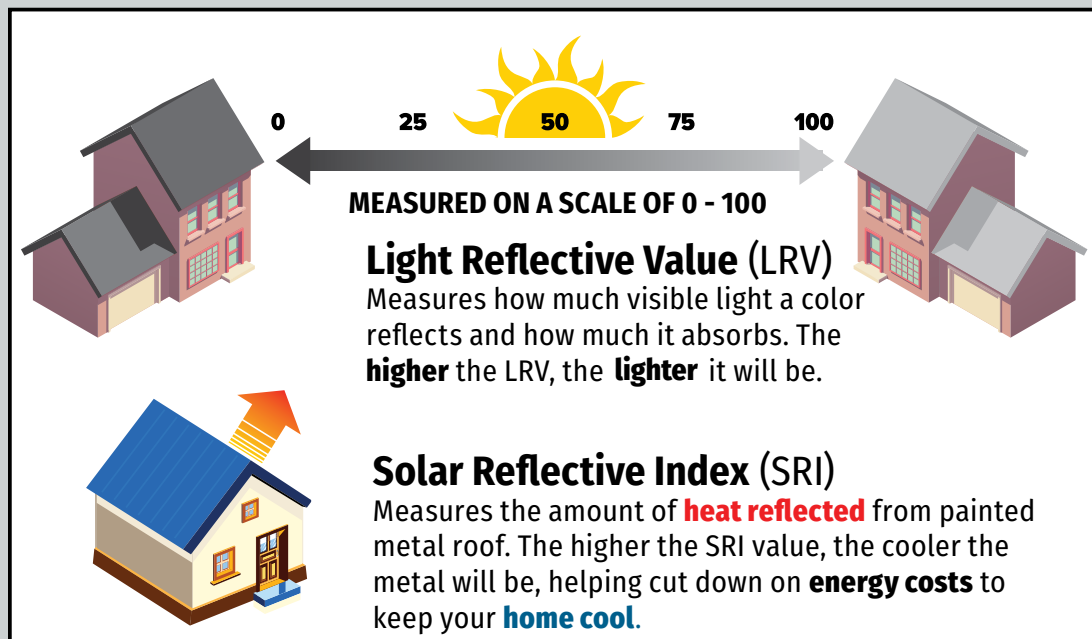 0 25 50 75 100
MEASURED ON A SCALE OF 0 - 100
Light Reflective Value (LRV)
Measures how much visible light a color
reflects and how much it absorbs. The
higher the LRV, the lighter it will be.
Solar Reflective Index (SRI)
Measures the amount of heat reflected from painted
metal roof. The higher the SRI value, the cooler the
metal will be, helping cut down on energy costs to
keep your home cool.